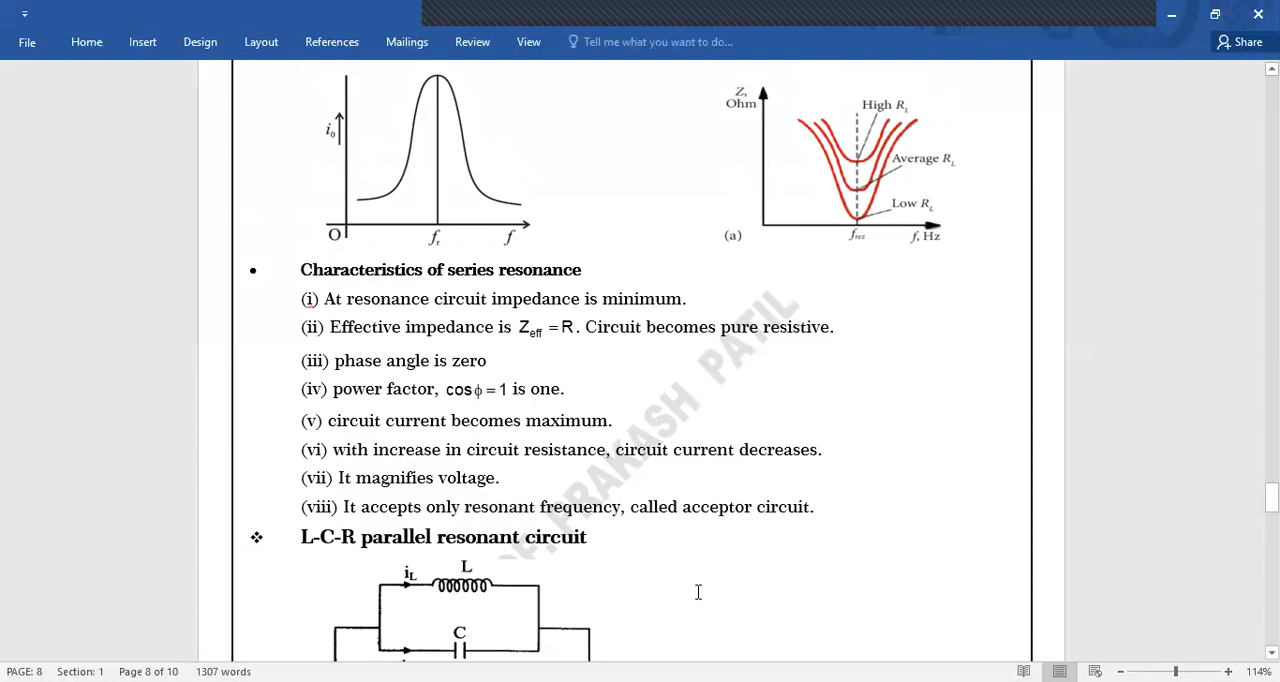 File Home Insert Design Layout References Mailings Review View Tell me what you want to do... Share
i₀
O
fᵣ
f
Z,
Ohm
High R_L
Average R_L
Low R_L
(a)
f_rez
f, Hz
• Characteristics of series resonance
(i) At resonance circuit impedance is minimum.
(ii) Effective impedance is Z_eff = R. Circuit becomes pure resistive.
(iii) phase angle is zero
(iv) power factor, cos ϕ = 1 is one.
(v) circuit current becomes maximum.
(vi) with increase in circuit resistance, circuit current decreases.
(vii) It magnifies voltage.
(viii) It accepts only resonant frequency, called acceptor circuit.
❖ L-C-R parallel resonant circuit
i_L
L
C
PRAKASH PATIL
PAGE: 8 Section: 1 Page 8 of 10 1307 words 114%